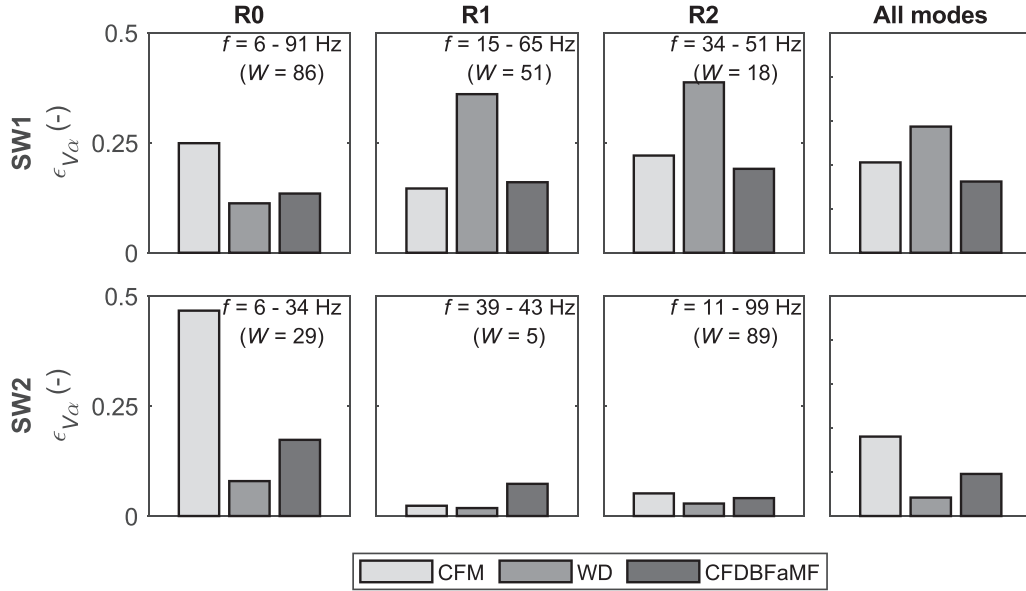 R0 R1 R2 All modes
SW1
ϵVα (-)
0.5
0.25
0
f = 6 - 91 Hz
(W = 86)
f = 15 - 65 Hz
(W = 51)
f = 34 - 51 Hz
(W = 18)
SW2
ϵVα (-)
0.5
0.25
0
f = 6 - 34 Hz
(W = 29)
f = 39 - 43 Hz
(W = 5)
f = 11 - 99 Hz
(W = 89)
CFM WD CFDBFaMF